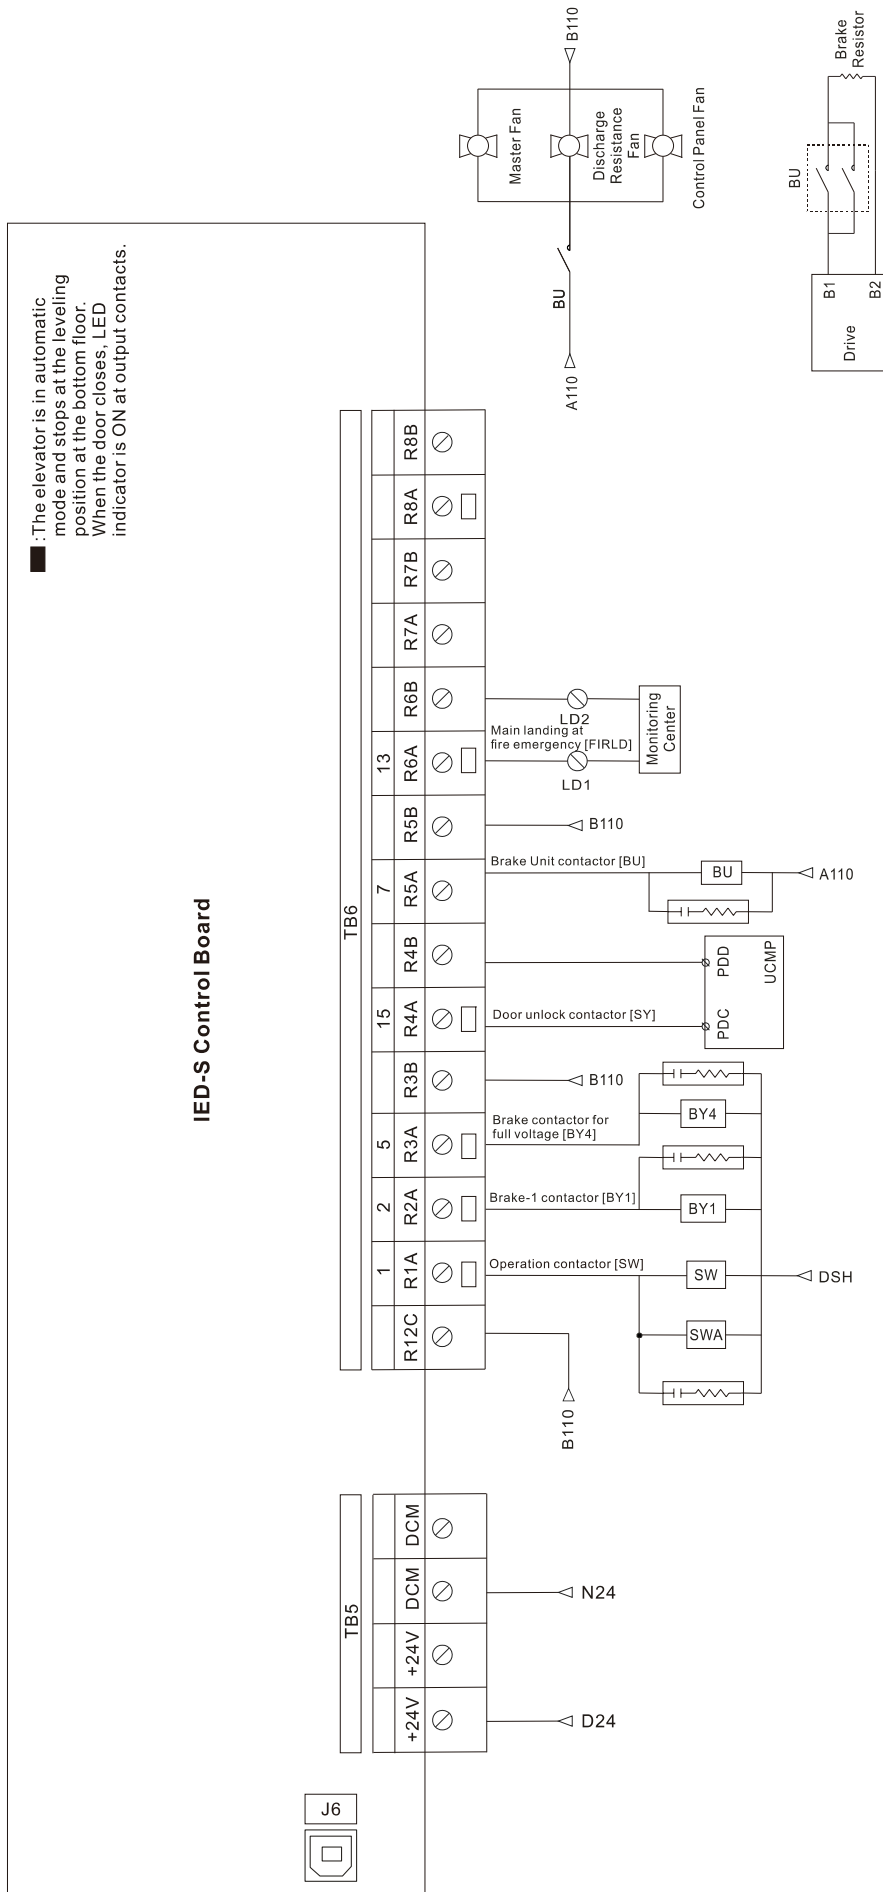 ■ :The elevator is in automatic
mode and stops at the leveling
position at the bottom floor.
When the door closes, LED
indicator is ON at output contacts.
IED-S Control Board
J6
TB5
+24V
+24V
DCM
DCM
D24
N24
TB6
R12C
1
R1A
2
R2A
5
R3A
R3B
15
R4A
R4B
7
R5A
R5B
13
R6A
R6B
R7A
R7B
R8A
R8B
B110
Operation contactor [SW]
SW
SWA
DSH
Brake-1 contactor [BY1]
BY1
Brake contactor for
full voltage [BY4]
BY4
B110
Door unlock contactor [SY]
PDC
PDD
UCMP
Brake Unit contactor [BU]
BU
A110
B110
Main landing at
fire emergency [FIRLD]
LD1
LD2
Monitoring
Center
A110
BU
Master Fan
Discharge
Resistance
Fan
Control Panel Fan
B110
Drive
B1
B2
BU
Brake
Resistor